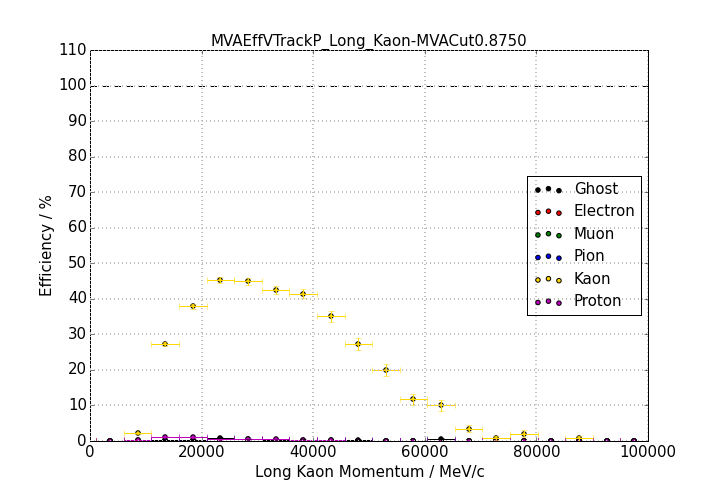 MVAEffVTrackP_Long_Kaon-MVACut0.8750
110
100
90
80
70
60
50
40
30
20
10
0
Efficiency / %
Ghost
Electron
Muon
Pion
Kaon
Proton
0 20000 40000 60000 80000 100000
Long Kaon Momentum / MeV/c